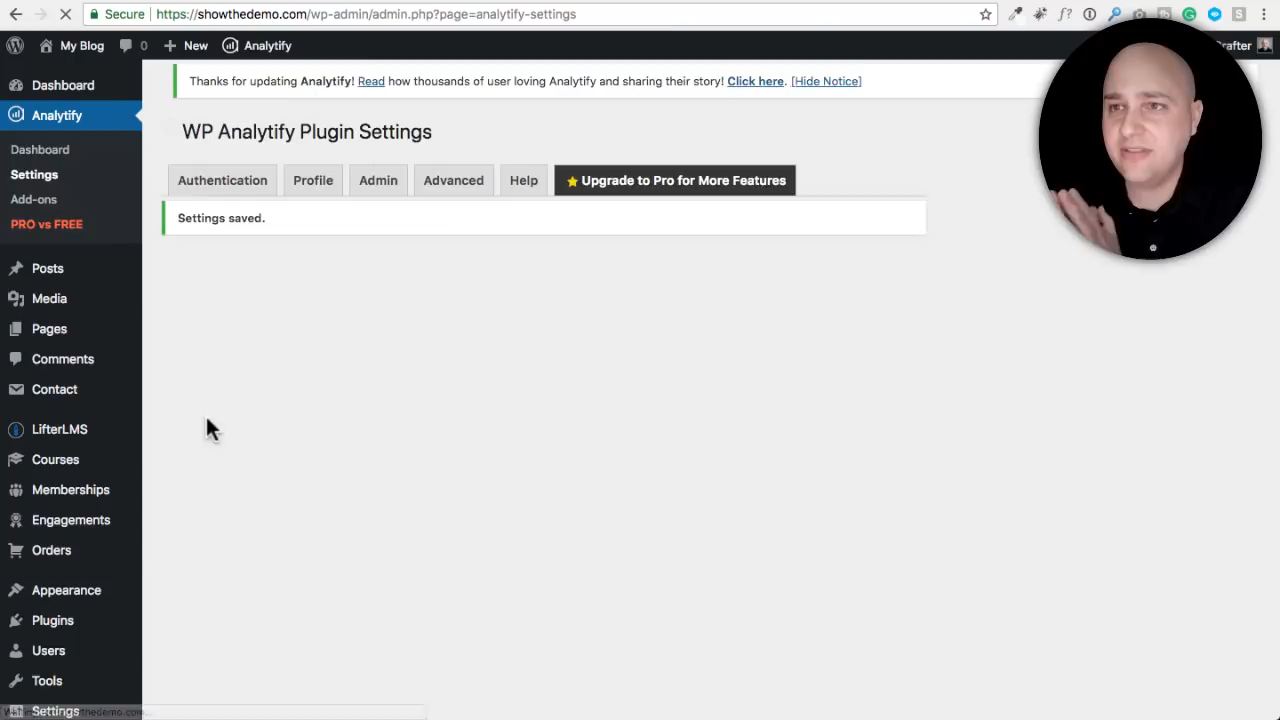 Secure https://showthedemo.com/wp-admin/admin.php?page=analytify-settings
My Blog 0 New Analytify
Thanks for updating Analytify! Read how thousands of user loving Analytify and sharing their story! Click here. [Hide Notice]
WP Analytify Plugin Settings
Authentication Profile Admin Advanced Help Upgrade to Pro for More Features
Settings saved.
Dashboard
Analytify
Dashboard
Settings
Add-ons
PRO vs FREE
Posts
Media
Pages
Comments
Contact
LifterLMS
Courses
Memberships
Engagements
Orders
Appearance
Plugins
Users
Tools
Settings